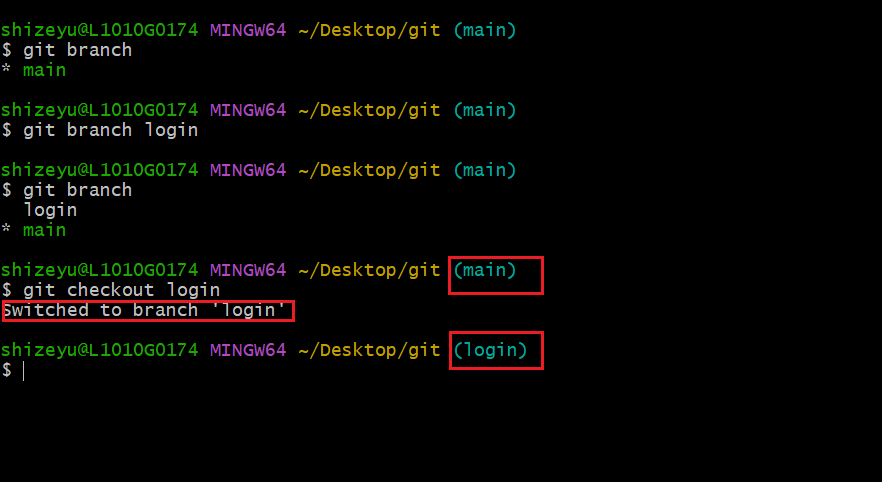 shizeyu@L1010G0174 MINGW64 ~/Desktop/git (main)
$ git branch
* main
shizeyu@L1010G0174 MINGW64 ~/Desktop/git (main)
$ git branch login
shizeyu@L1010G0174 MINGW64 ~/Desktop/git (main)
$ git branch
  login
* main
shizeyu@L1010G0174 MINGW64 ~/Desktop/git (main)
$ git checkout login
Switched to branch 'login'
shizeyu@L1010G0174 MINGW64 ~/Desktop/git (login)
$